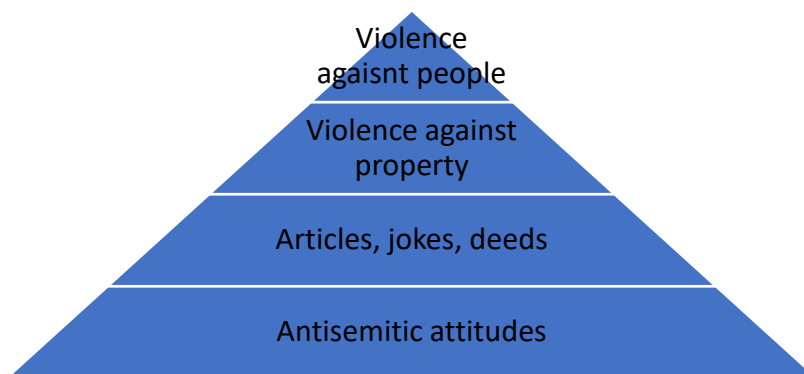 Violence
agaisnt people
Violence against
property
Articles, jokes, deeds
Antisemitic attitudes